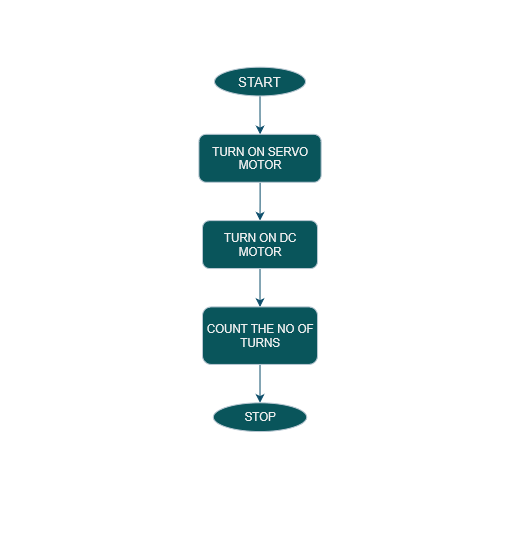 START
TURN ON SERVO
MOTOR
TURN ON DC
MOTOR
COUNT THE NO OF
TURNS
STOP